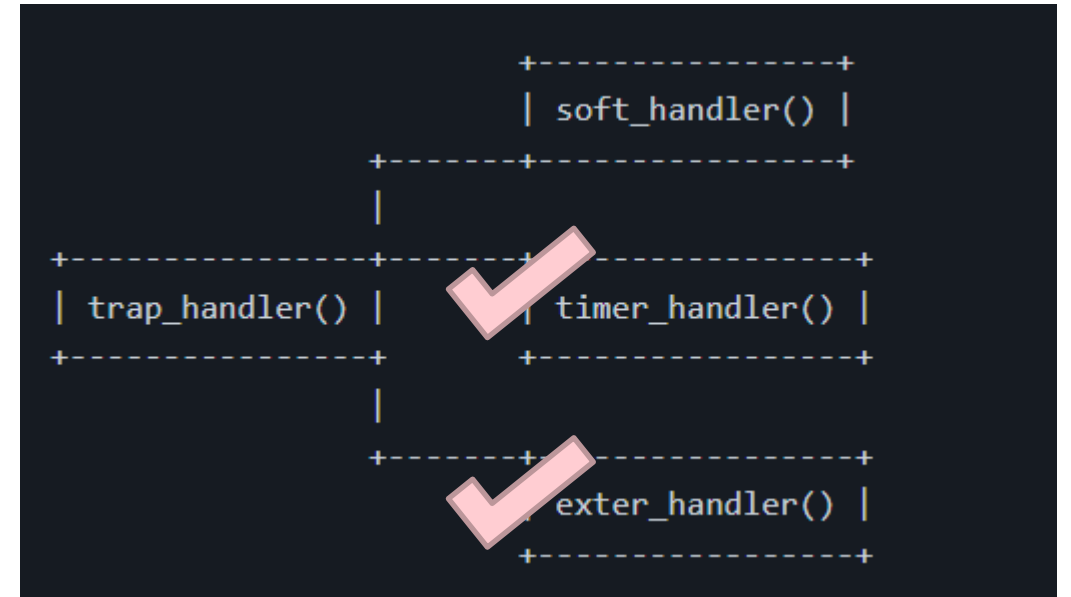 +----------------+
| soft_handler() |
+-------+----------------+
|
+----------------+-------+-----------------+
| trap_handler() | | timer_handler() |
+----------------+ +-----------------+
|
+-------+-----------------+
| exter_handler() |
+-----------------+